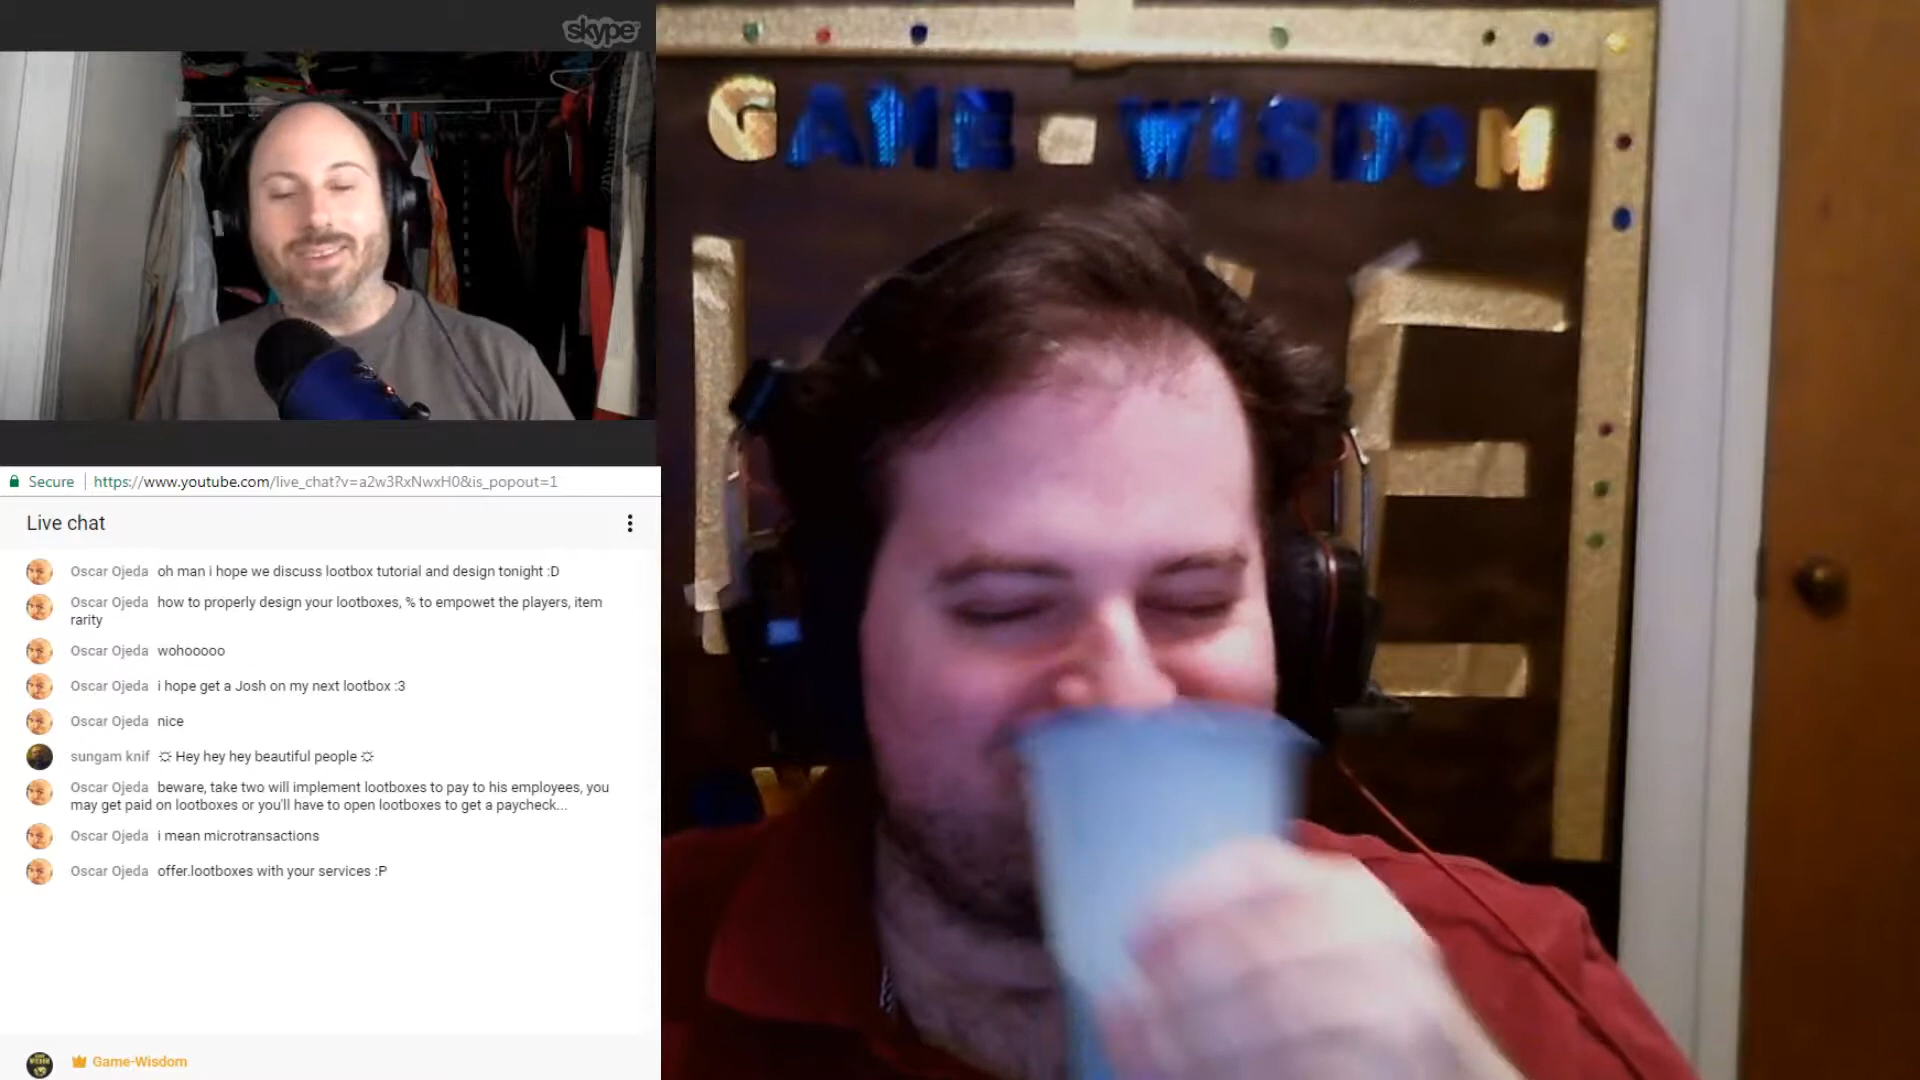 skype
GAME-WISDOM
Secure https://www.youtube.com/live_chat?v=a2w3RxNwxH0&is_popout=1
Live chat
Oscar Ojeda oh man i hope we discuss lootbox tutorial and design tonight :D
Oscar Ojeda how to properly design your lootboxes, % to empowet the players, item
rarity
Oscar Ojeda wohooooo
Oscar Ojeda i hope get a Josh on my next lootbox :3
Oscar Ojeda nice
sungam knif ☼ Hey hey hey beautiful people ☼
Oscar Ojeda beware, take two will implement lootboxes to pay to his employees, you
may get paid on lootboxes or you'll have to open lootboxes to get a paycheck...
Oscar Ojeda i mean microtransactions
Oscar Ojeda offer.lootboxes with your services :P
Game-Wisdom